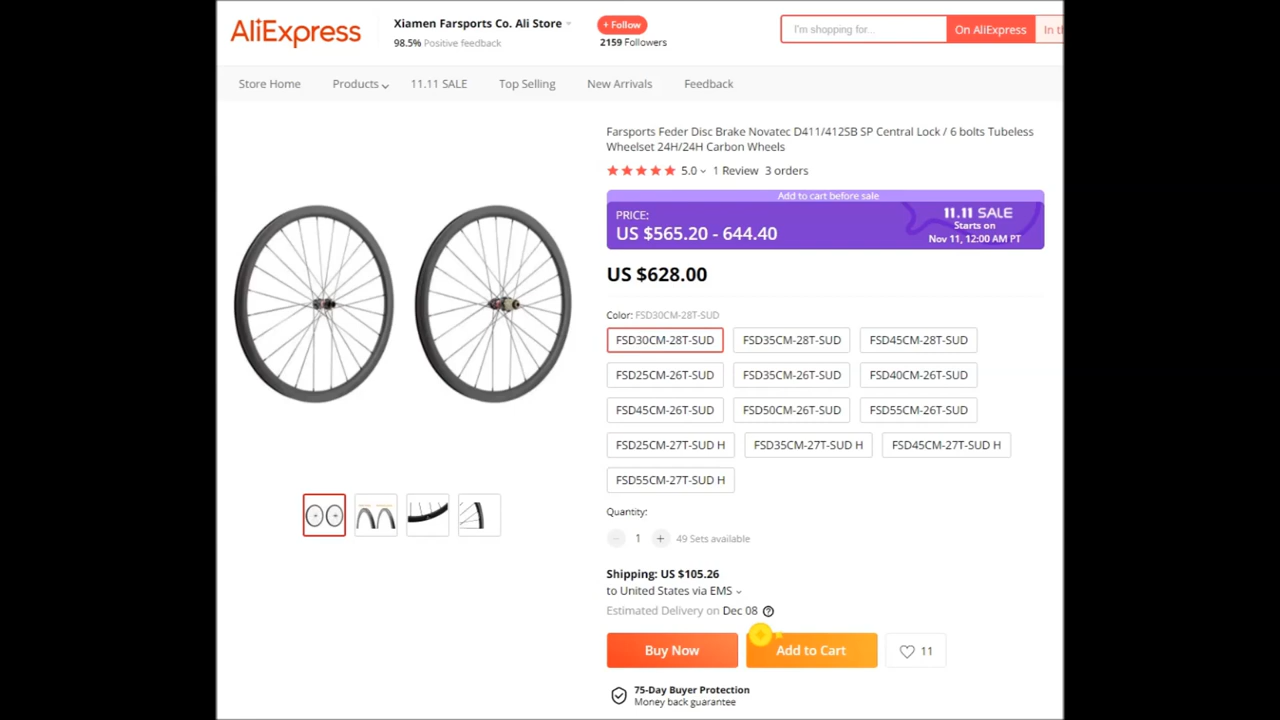 AliExpress
Xiamen Farsports Co. Ali Store
98.5% Positive feedback
+ Follow
2159 Followers
I'm shopping for...
On AliExpress
In th
Store Home
Products
11.11 SALE
Top Selling
New Arrivals
Feedback
Farsports Feder Disc Brake Novatec D411/412SB SP Central Lock / 6 bolts Tubeless
Wheelset 24H/24H Carbon Wheels
5.0
1 Review
3 orders
Add to cart before sale
PRICE:
US $565.20 - 644.40
11.11 SALE
Starts on
Nov 11, 12:00 AM PT
US $628.00
Color: FSD30CM-28T-SUD
FSD30CM-28T-SUD
FSD35CM-28T-SUD
FSD45CM-28T-SUD
FSD25CM-26T-SUD
FSD35CM-26T-SUD
FSD40CM-26T-SUD
FSD45CM-26T-SUD
FSD50CM-26T-SUD
FSD55CM-26T-SUD
FSD25CM-27T-SUD H
FSD35CM-27T-SUD H
FSD45CM-27T-SUD H
FSD55CM-27T-SUD H
Quantity:
− 1 + 49 Sets available
Shipping: US $105.26
to United States via EMS
Estimated Delivery on Dec 08 ?
Buy Now
Add to Cart
11
75-Day Buyer Protection
Money back guarantee